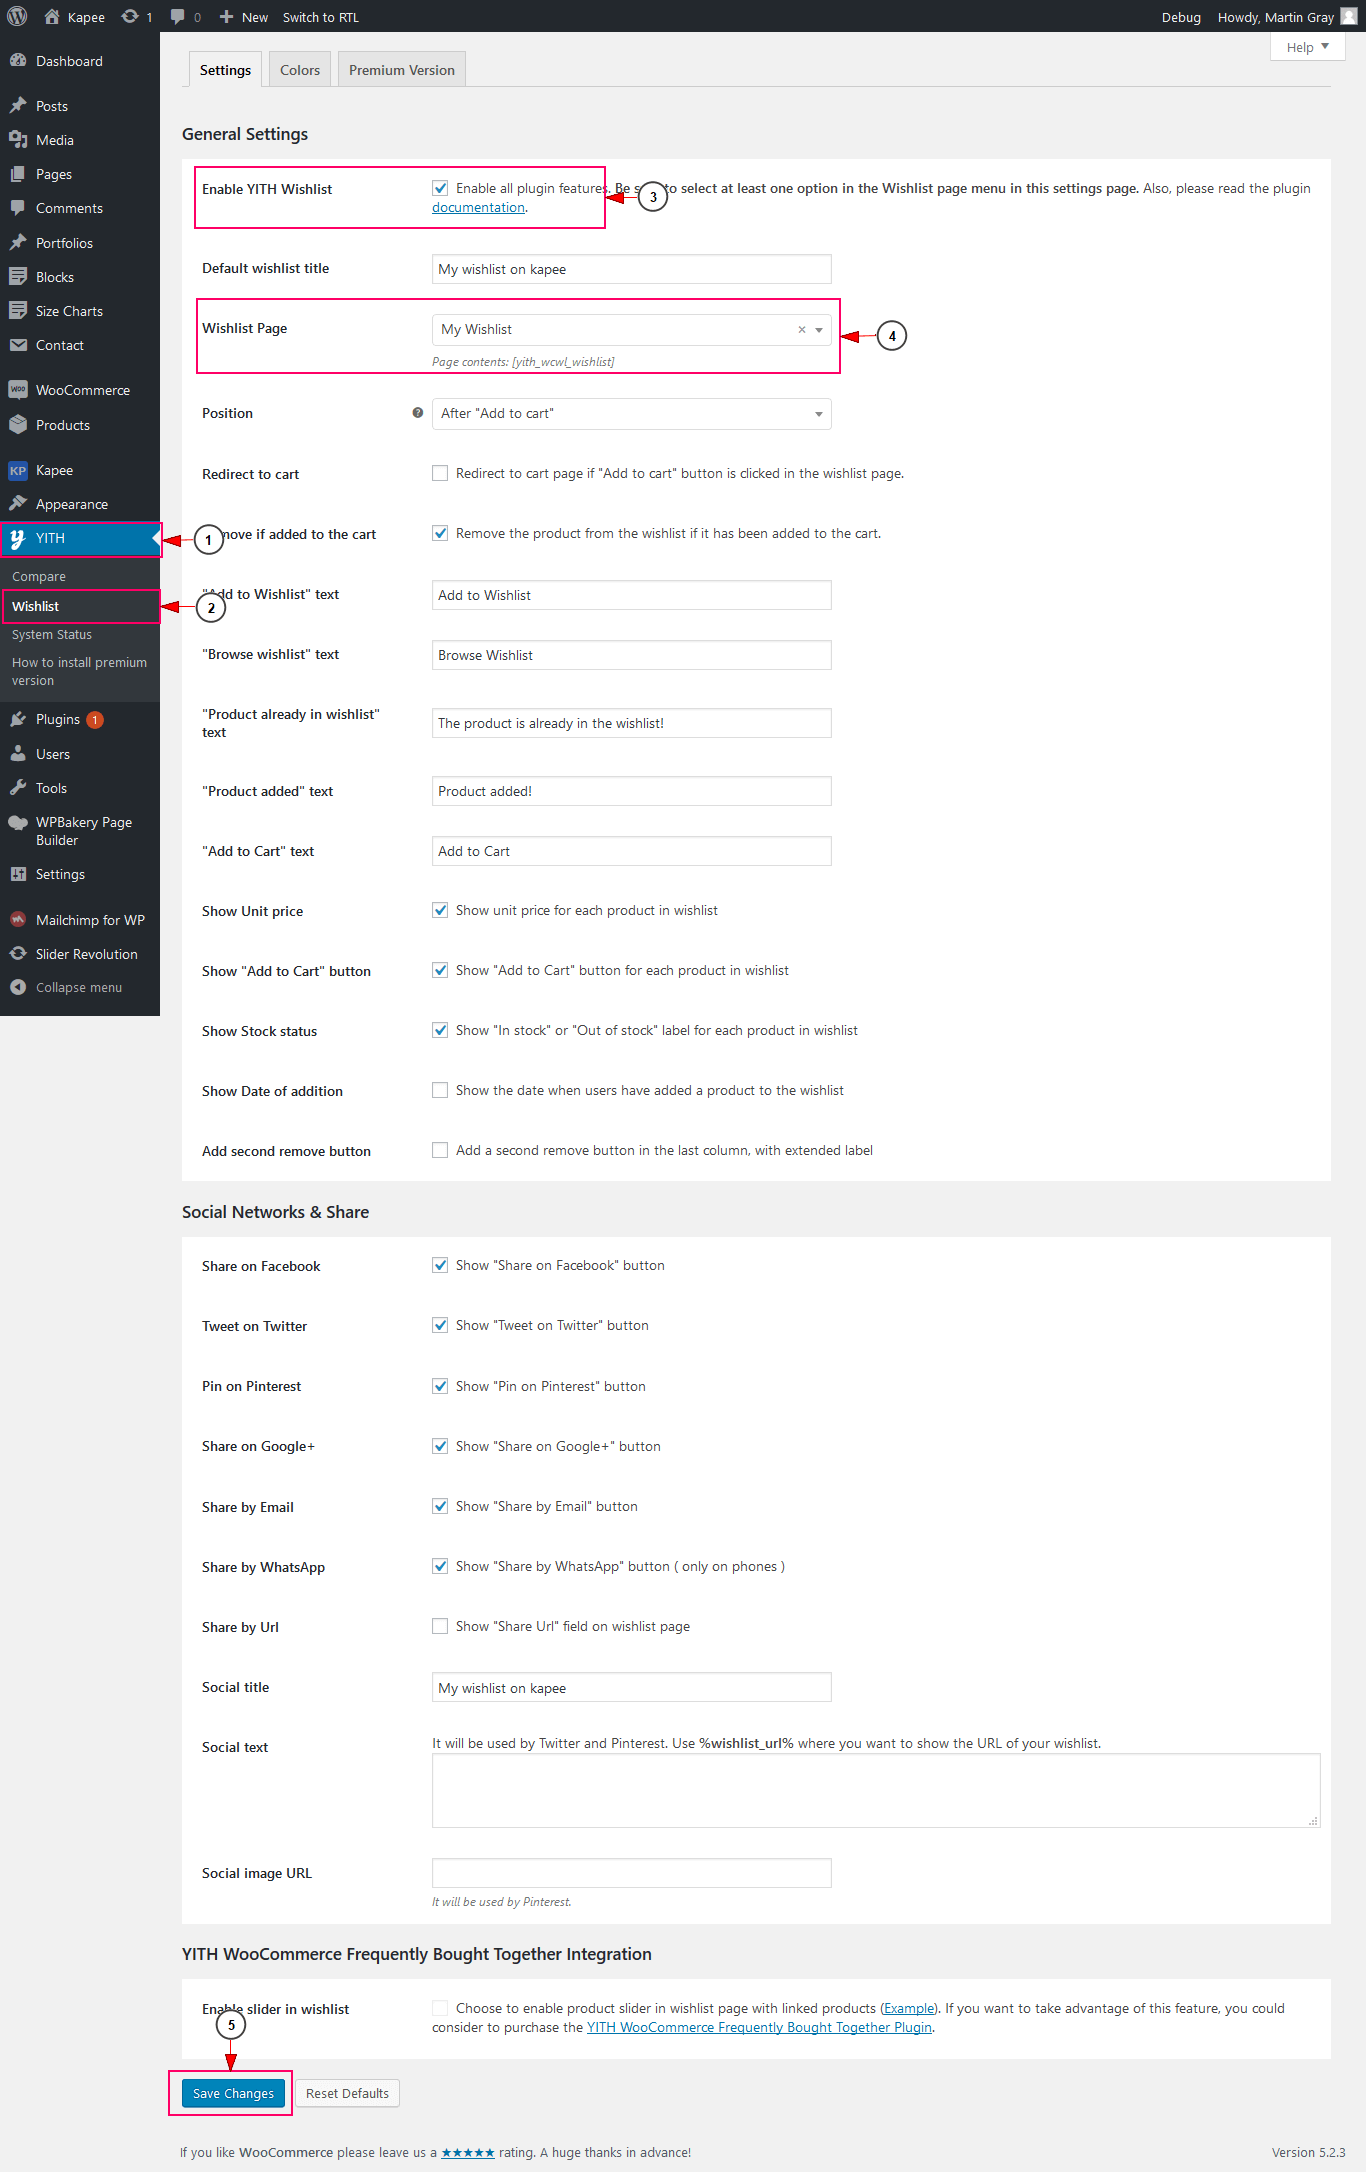 Kapee 1 0 New Switch to RTL Debug Howdy, Martin Gray
Help
Dashboard
Posts
Media
Pages
Comments
Portfolios
Blocks
Size Charts
Contact
WOO WooCommerce
Products
KP Kapee
Appearance
YITH
Compare
Wishlist
System Status
How to install premium
version
Plugins 1
Users
Tools
WPBakery Page
Builder
Settings
Mailchimp for WP
Slider Revolution
Collapse menu
Settings Colors Premium Version
General Settings
Enable YITH Wishlist Enable all plugin features. Be to select at least one option in the Wishlist page menu in this settings page. Also, please read the plugin
documentation.
3
Default wishlist title My wishlist on kapee
Wishlist Page My Wishlist × 4
Page contents: [yith_wcwl_wishlist]
Position ? After "Add to cart"
Redirect to cart Redirect to cart page if "Add to cart" button is clicked in the wishlist page.
1 move if added to the cart Remove the product from the wishlist if it has been added to the cart.
"Add to Wishlist" text Add to Wishlist
2
"Browse wishlist" text Browse Wishlist
"Product already in wishlist"
text
The product is already in the wishlist!
"Product added" text Product added!
"Add to Cart" text Add to Cart
Show Unit price Show unit price for each product in wishlist
Show "Add to Cart" button Show "Add to Cart" button for each product in wishlist
Show Stock status Show "In stock" or "Out of stock" label for each product in wishlist
Show Date of addition Show the date when users have added a product to the wishlist
Add second remove button Add a second remove button in the last column, with extended label
Social Networks & Share
Share on Facebook Show "Share on Facebook" button
Tweet on Twitter Show "Tweet on Twitter" button
Pin on Pinterest Show "Pin on Pinterest" button
Share on Google+ Show "Share on Google+" button
Share by Email Show "Share by Email" button
Share by WhatsApp Show "Share by WhatsApp" button ( only on phones )
Share by Url Show "Share Url" field on wishlist page
Social title My wishlist on kapee
Social text It will be used by Twitter and Pinterest. Use %wishlist_url% where you want to show the URL of your wishlist.
Social image URL
It will be used by Pinterest.
YITH WooCommerce Frequently Bought Together Integration
Enable slider in wishlist Choose to enable product slider in wishlist page with linked products (Example). If you want to take advantage of this feature, you could
consider to purchase the YITH WooCommerce Frequently Bought Together Plugin.
5
Save Changes Reset Defaults
If you like WooCommerce please leave us a ★★★★★ rating. A huge thanks in advance! Version 5.2.3